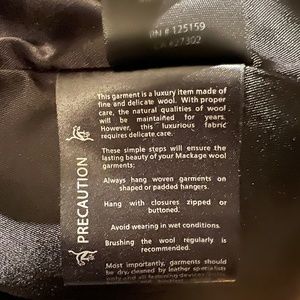 RN # 125159
CA #27302
PRECAUTION
This garment is a luxury item made of
fine and delicate wool. With proper
care, the natural qualities of wool
will be maintained for years.
However, this luxurious fabric
requires delicate care.
These simple steps will ensure the
lasting beauty of your Mackage wool
garments;
Always hang woven garments on
shaped or padded hangers.
Hang with closures zipped or
buttoned.
Avoid wearing in wet conditions.
Brushing the wool regularly is
recommended.
Most importantly, garments should
be dry, cleaned by leather specialists
only and all